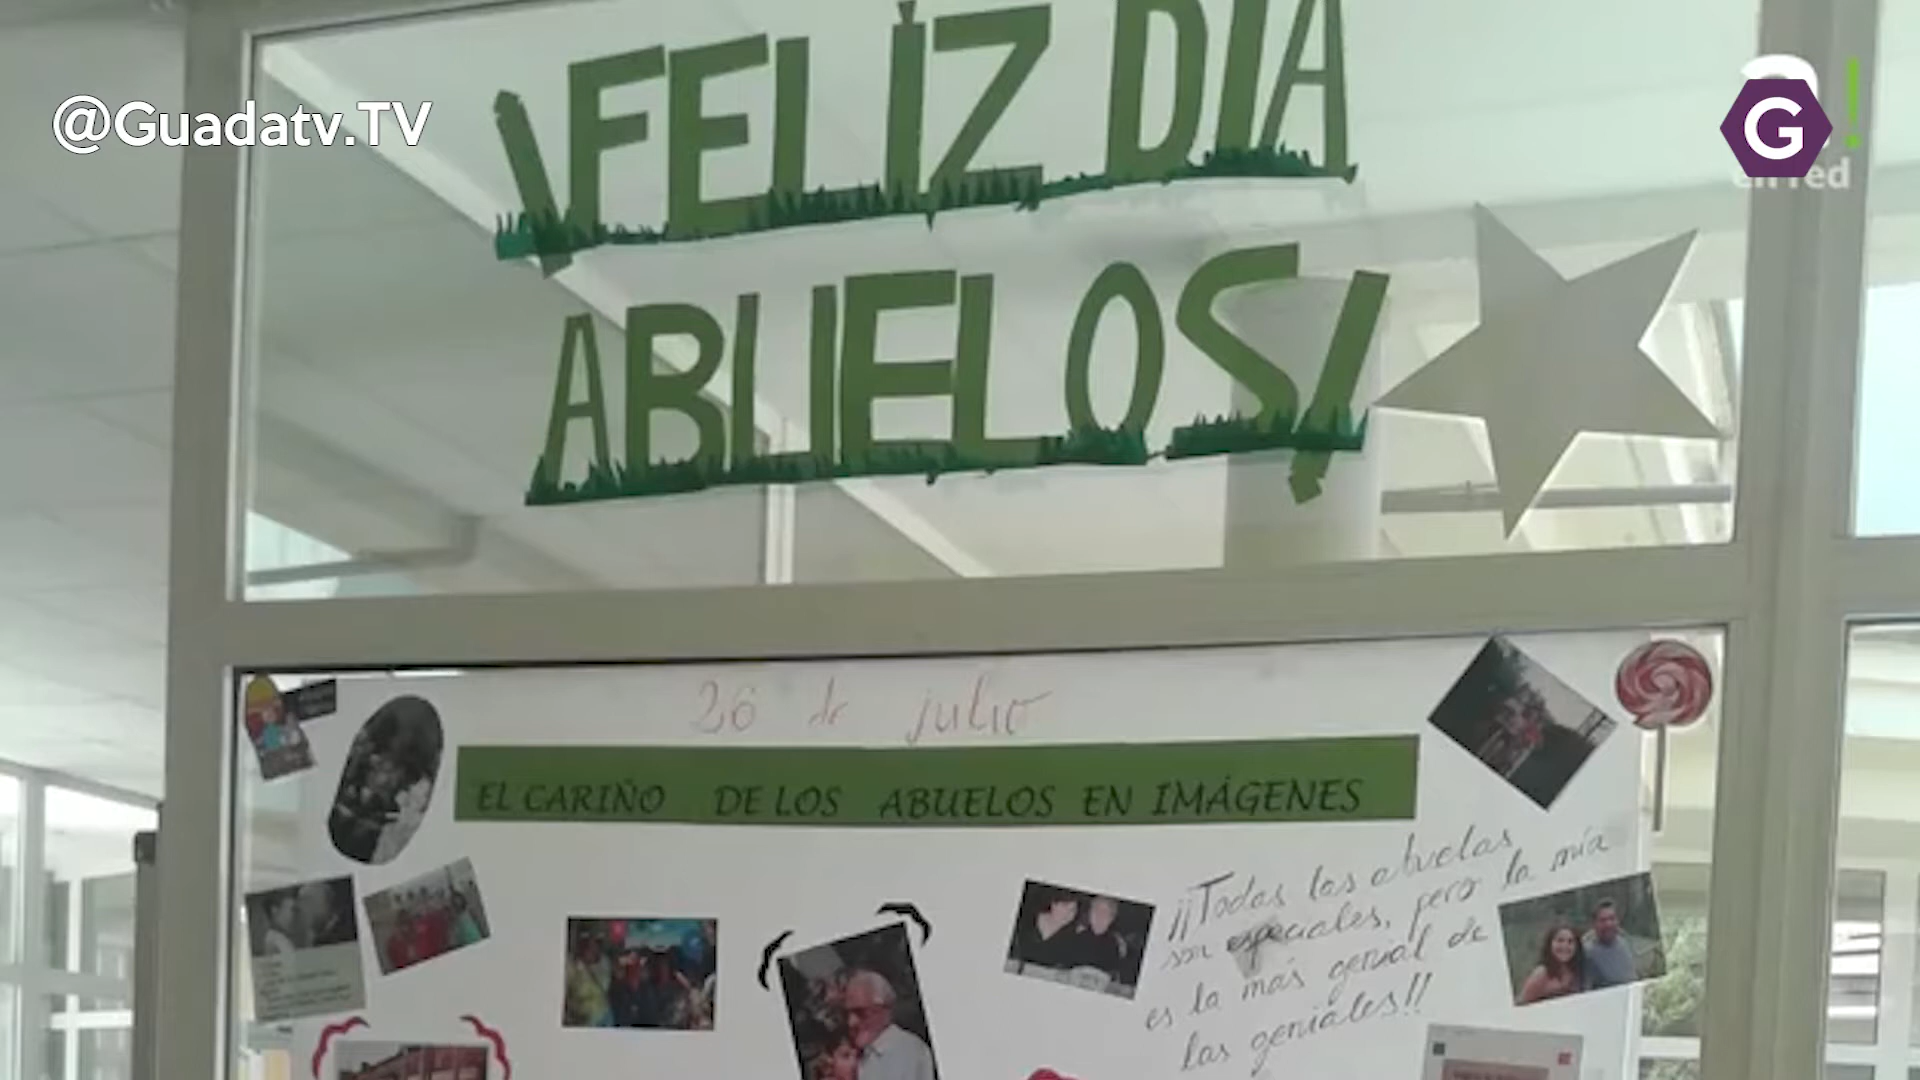 @Guadatv.TV
G
en red
¡FELÍZ DÍA
ABUELOS!
26 de julio
EL CARIÑO DE LOS ABUELOS EN IMÁGENES
¡¡Todas las abuelas
son especiales, pero la mía
es la más genial de
las geniales!!